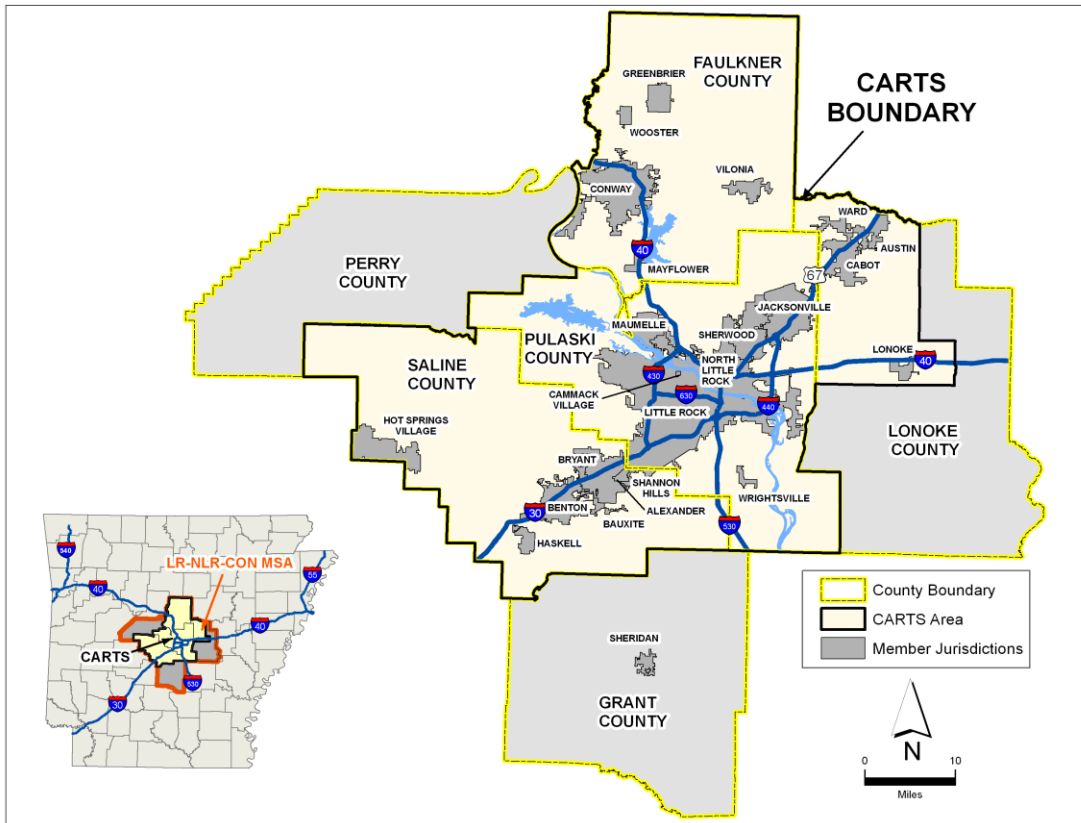 FAULKNER
COUNTY
GREENBRIER
WOOSTER
CARTS
BOUNDARY
VILONIA
CONWAY
WARD
AUSTIN
CABOT
67
40
MAYFLOWER
PERRY
COUNTY
JACKSONVILLE
MAUMELLE
SHERWOOD
PULASKI
COUNTY
SALINE
COUNTY
NORTH
LITTLE
ROCK
LONOKE
40
430
CAMMACK
VILLAGE
630
440
LITTLE ROCK
HOT SPRINGS
VILLAGE
LONOKE
COUNTY
BRYANT
SHANNON
HILLS
WRIGHTSVILLE
BENTON
ALEXANDER
30
BAUXITE
530
HASKELL
540
LR-NLR-CON MSA
55
40
40
CARTS
530
30
County Boundary
CARTS Area
Member Jurisdictions
SHERIDAN
GRANT
COUNTY
N
0
10
Miles